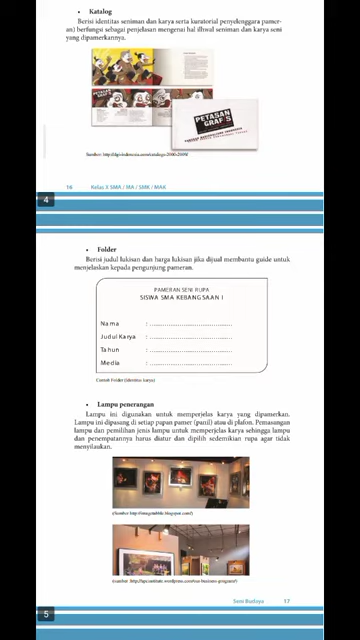 • Katalog
Berisi identitas seniman dan karya serta kuratorial penyelenggara pamer-
an) berfungsi sebagai penjelasan mengenai hal ihwal seniman dan karya seni
yang dipamerkannya.
PETASAN
GRAFIS
PETASAN
GRAFIS
16 Kelas X SMA / MA / SMK / MAK
4
• Folder
Berisi judul lukisan dan harga lukisan jika dijual membantu guide untuk
menjelaskan kepada pengunjung pameran.
PAMERAN SENI RUPA
SISWA SMA KEBANGSAAN I
Nama : ..............................
Judul Karya : ..............................
Tahun : ..............................
Media : ..............................
Contoh Folder (identitas karya)
• Lampu penerangan
Lampu ini digunakan untuk memperjelas karya yang dipamerkan.
Lampu ini dipasang di setiap papan pamer (panil) atau di plafon. Pemasangan
lampu dan pemilihan jenis lampu untuk memperjelas karya sehingga lampu
dan penempatannya harus diatur dan dipilih sedemikian rupa agar tidak
menyilaukan.
Seni Budaya 17
5